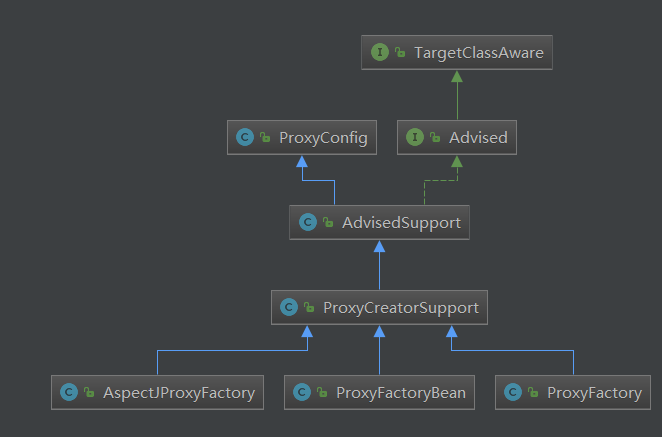 I TargetClassAware
C ProxyConfig
I Advised
C AdvisedSupport
C ProxyCreatorSupport
C AspectJProxyFactory
C ProxyFactoryBean
C ProxyFactory